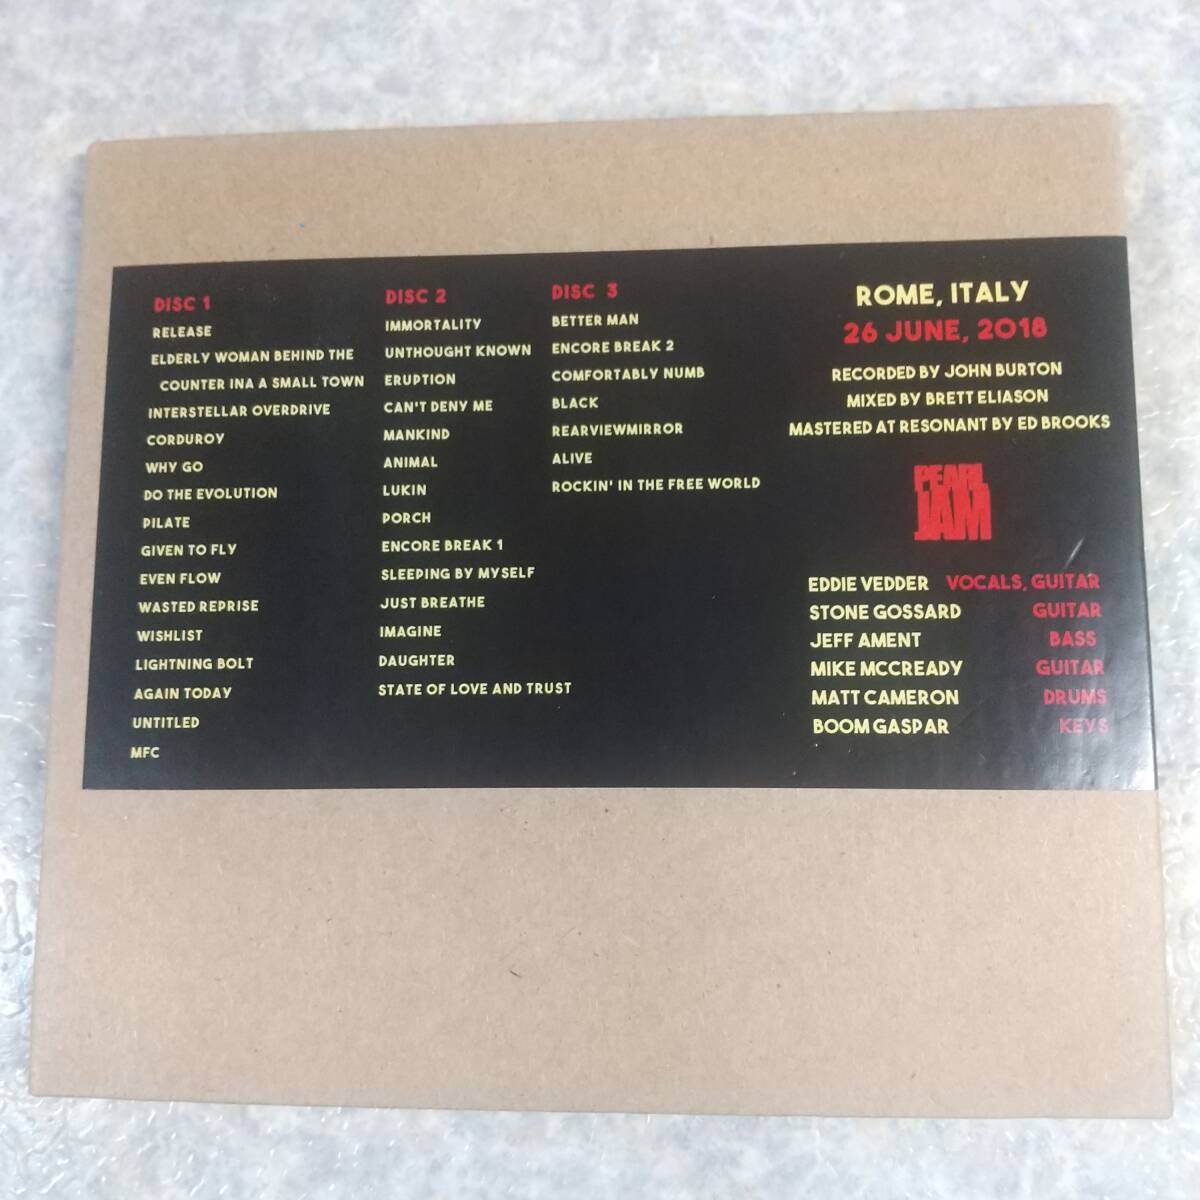 DISC 1
RELEASE
ELDERLY WOMAN BEHIND THE
COUNTER INA A SMALL TOWN
INTERSTELLAR OVERDRIVE
CORDUROY
WHY GO
DO THE EVOLUTION
PILATE
GIVEN TO FLY
EVEN FLOW
WASTED REPRISE
WISHLIST
LIGHTNING BOLT
AGAIN TODAY
UNTITLED
MFC
DISC 2
IMMORTALITY
UNTHOUGHT KNOWN
ERUPTION
CAN'T DENY ME
MANKIND
ANIMAL
LUKIN
PORCH
ENCORE BREAK 1
SLEEPING BY MYSELF
JUST BREATHE
IMAGINE
DAUGHTER
STATE OF LOVE AND TRUST
DISC 3
BETTER MAN
ENCORE BREAK 2
COMFORTABLY NUMB
BLACK
REARVIEWMIRROR
ALIVE
ROCKIN' IN THE FREE WORLD
ROME, ITALY
26 JUNE, 2018
RECORDED BY JOHN BURTON
MIXED BY BRETT ELIASON
MASTERED AT RESONANT BY ED BROOKS
PEARL
JAM
EDDIE VEDDER VOCALS, GUITAR
STONE GOSSARD GUITAR
JEFF AMENT BASS
MIKE MCCREADY GUITAR
MATT CAMERON DRUMS
BOOM GASPAR KEYS